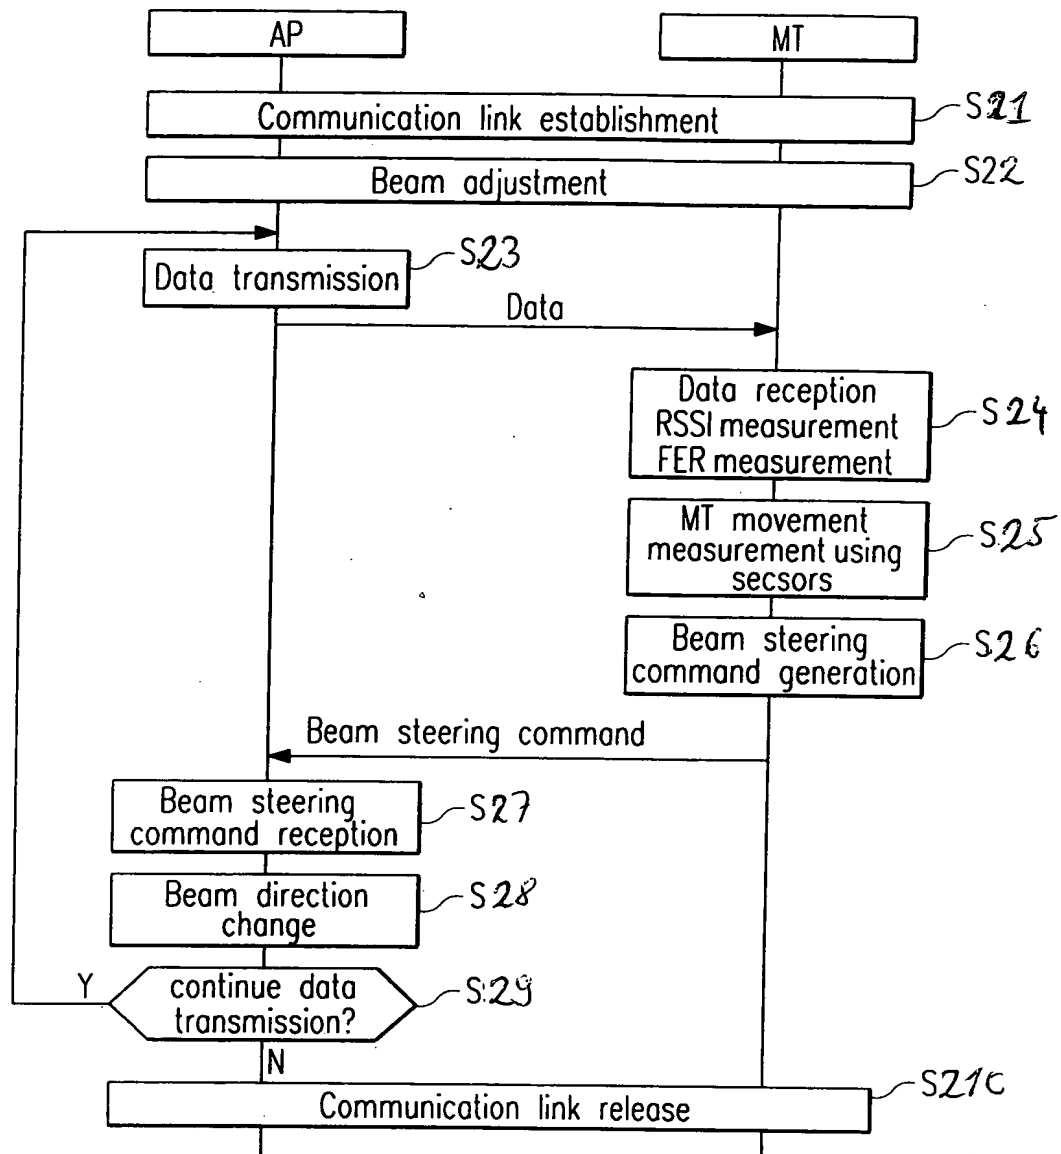 AP
MT
Communication link establishment
S21
Beam adjustment
S22
Data transmission
S23
Data
Data reception
RSSI measurement
FER measurement
S24
MT movement
measurement using
secsors
S25
Beam steering
command generation
S26
Beam steering command
Beam steering
command reception
S27
Beam direction
change
S28
Y
continue data
transmission?
S29
N
Communication link release
S210